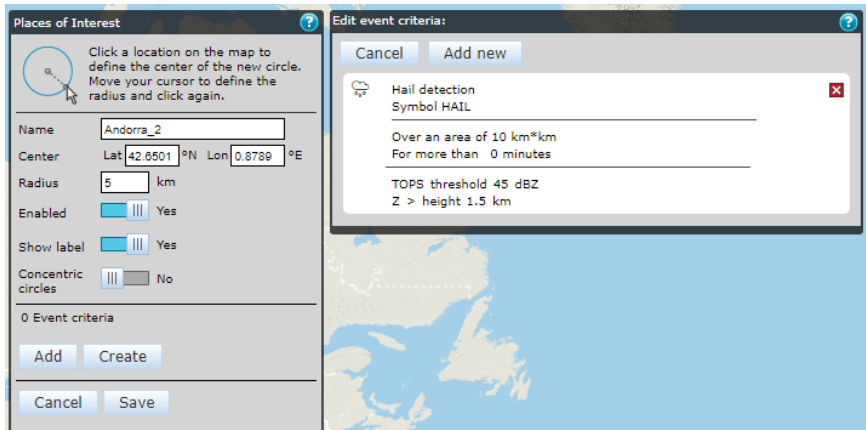 Places of Interest ?
Click a location on the map to
define the center of the new circle.
Move your cursor to define the
radius and click again.
Name Andorra_2
Center Lat 42.6501 °N Lon 0.8789 °E
Radius 5 km
Enabled Yes
Show label Yes
Concentric
circles No
0 Event criteria
Add Create
Cancel Save
Edit event criteria: ?
Cancel Add new
Hail detection
Symbol HAIL
Over an area of 10 km*km
For more than 0 minutes
TOPS threshold 45 dBZ
Z > height 1.5 km